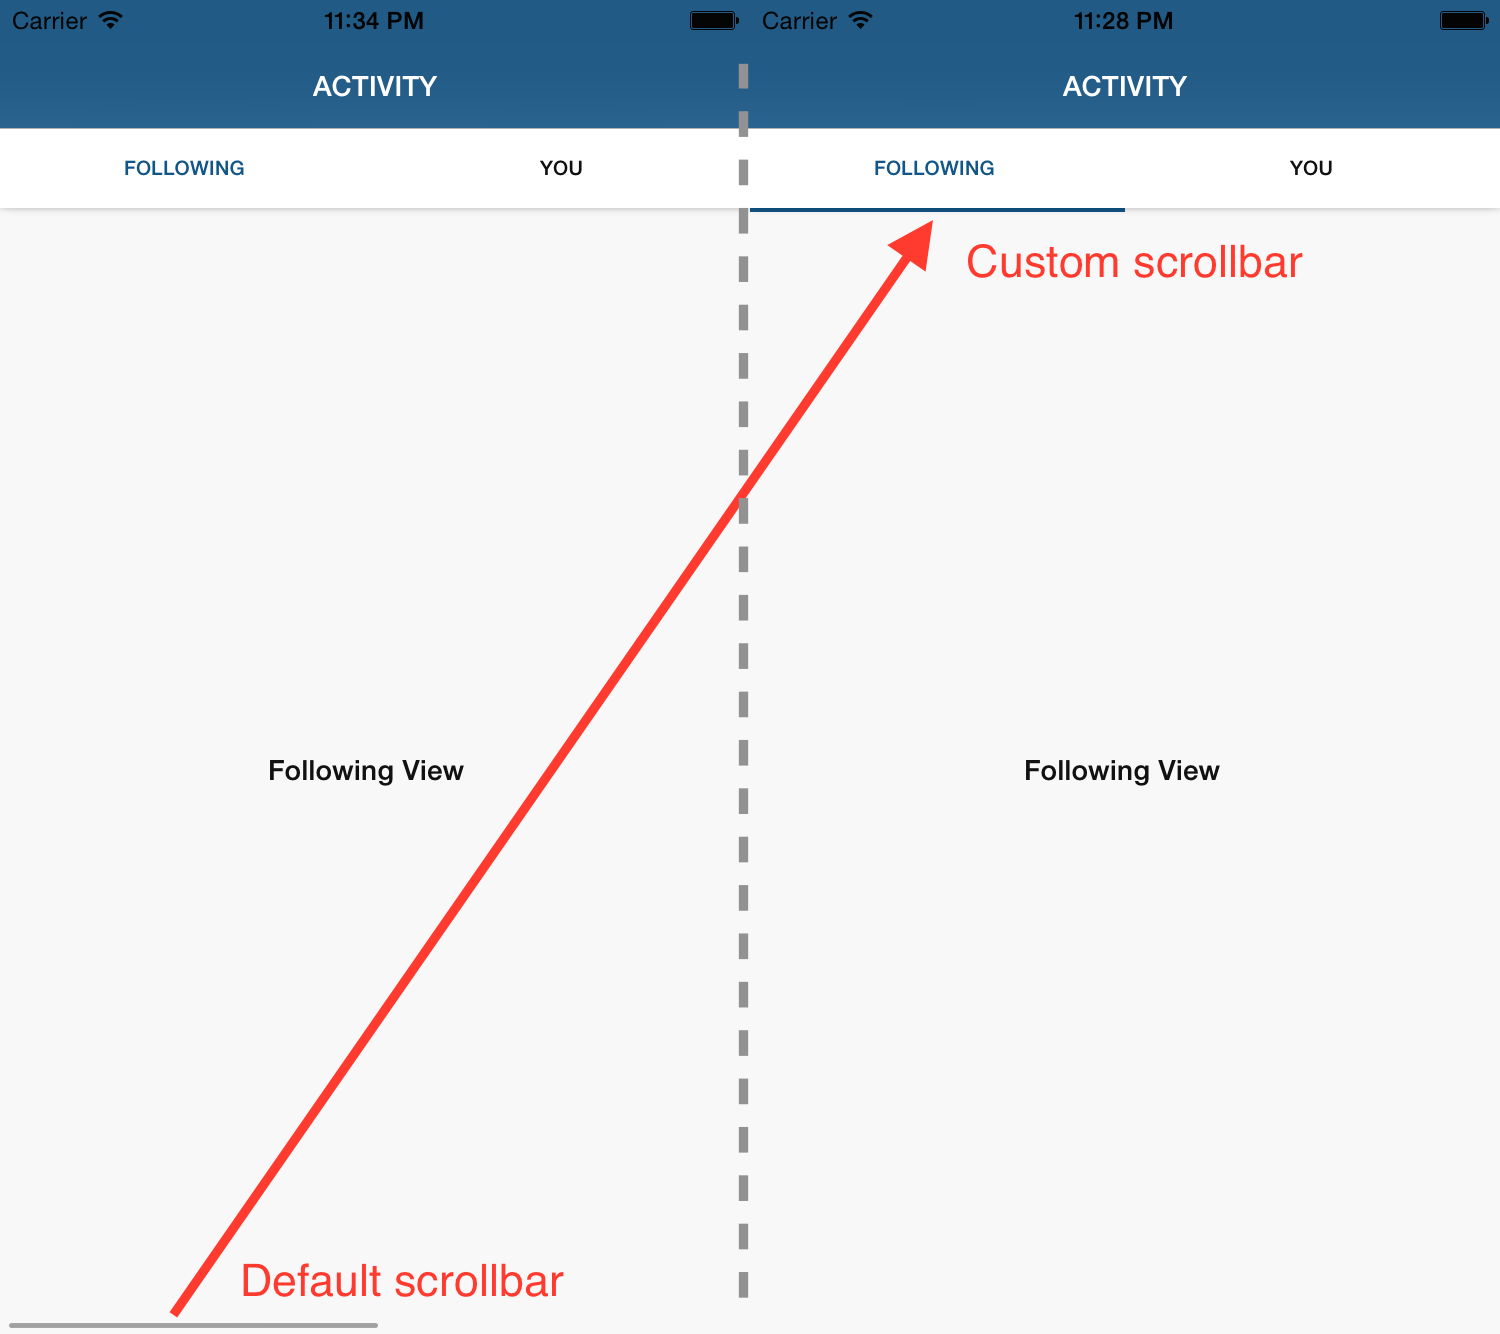 Carrier 11:34 PM
ACTIVITY
FOLLOWING YOU
Following View
Default scrollbar
Carrier 11:28 PM
ACTIVITY
FOLLOWING YOU
Custom scrollbar
Following View